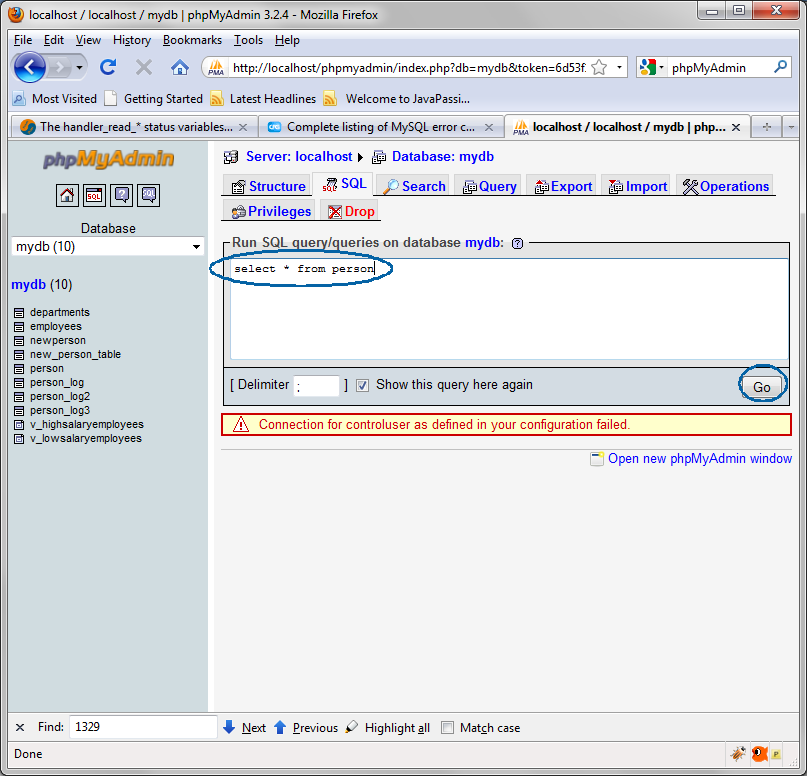 localhost / localhost / mydb | phpMyAdmin 3.2.4 - Mozilla Firefox
File Edit View History Bookmarks Tools Help
PMA http://localhost/phpmyadmin/index.php?db=mydb&token=6d53f phpMyAdmin
Most Visited Getting Started Latest Headlines Welcome to JavaPassi...
The handler_read_* status variables... Complete listing of MySQL error c... PMA localhost / localhost / mydb | php...
phpMyAdmin
SQL SQL
Database
mydb (10)
mydb (10)
departments
employees
newperson
new_person_table
person
person_log
person_log2
person_log3
v_highsalaryemployees
v_lowsalaryemployees
Server: localhost Database: mydb
Structure SQL Search Query Export Import Operations
Privileges Drop
Run SQL query/queries on database mydb:
select * from person
[ Delimiter ; ] Show this query here again
Go
Connection for controluser as defined in your configuration failed.
Open new phpMyAdmin window
Find: 1329 Next Previous Highlight all Match case
Done
P